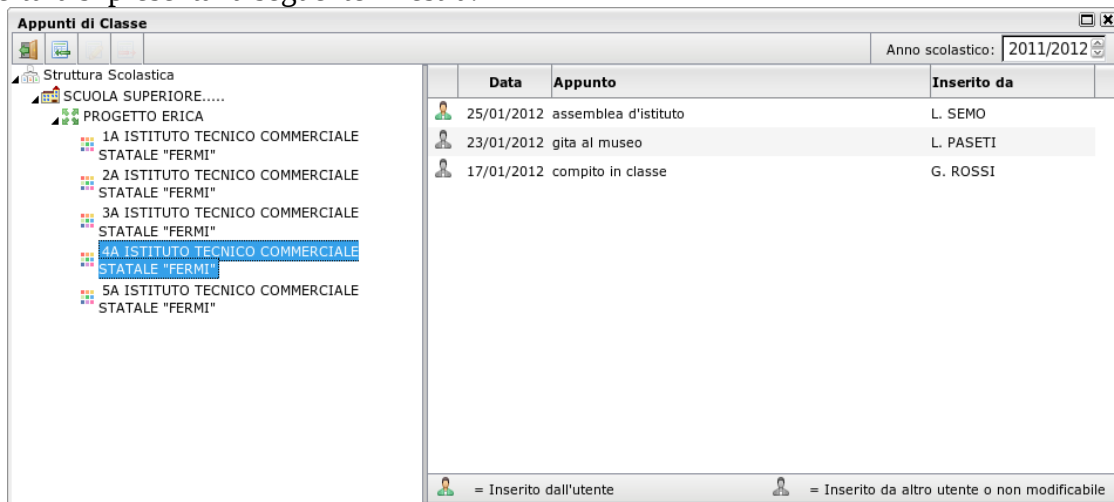 Appunti di Classe
Anno scolastico: 2011/2012
Struttura Scolastica
SCUOLA SUPERIORE.....
PROGETTO ERICA
1A ISTITUTO TECNICO COMMERCIALE
STATALE "FERMI"
2A ISTITUTO TECNICO COMMERCIALE
STATALE "FERMI"
3A ISTITUTO TECNICO COMMERCIALE
STATALE "FERMI"
4A ISTITUTO TECNICO COMMERCIALE
STATALE "FERMI"
5A ISTITUTO TECNICO COMMERCIALE
STATALE "FERMI"
Data Appunto Inserito da
25/01/2012 assemblea d'istituto L. SEMO
23/01/2012 gita al museo L. PASETI
17/01/2012 compito in classe G. ROSSI
= Inserito dall'utente = Inserito da altro utente o non modificabile